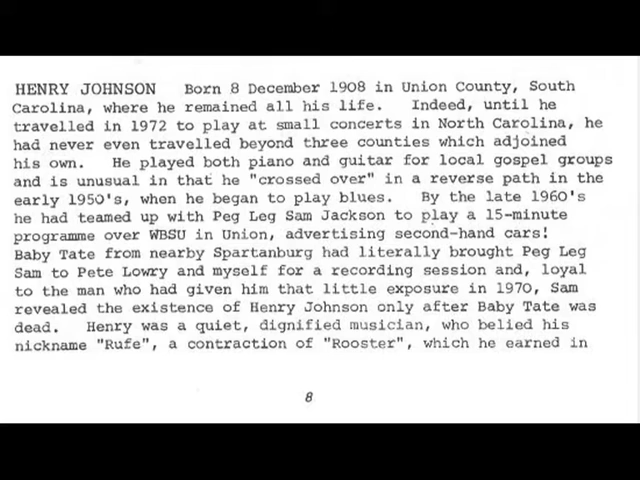 HENRY JOHNSON Born 8 December 1908 in Union County, South
Carolina, where he remained all his life. Indeed, until he
travelled in 1972 to play at small concerts in North Carolina, he
had never even travelled beyond three counties which adjoined
his own. He played both piano and guitar for local gospel groups
and is unusual in that he "crossed over" in a reverse path in the
early 1950's, when he began to play blues. By the late 1960's
he had teamed up with Peg Leg Sam Jackson to play a 15-minute
programme over WBSU in Union, advertising second-hand cars!
Baby Tate from nearby Spartanburg had literally brought Peg Leg
Sam to Pete Lowry and myself for a recording session and, loyal
to the man who had given him that little exposure in 1970, Sam
revealed the existence of Henry Johnson only after Baby Tate was
dead. Henry was a quiet, dignified musician, who belied his
nickname "Rufe", a contraction of "Rooster", which he earned in
8